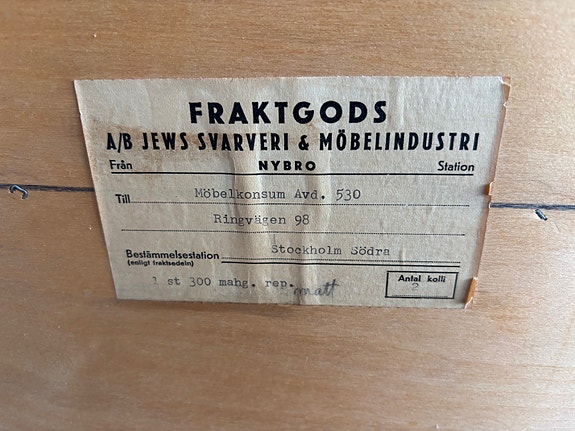 FRAKTGODS
A/B JEWS SVARVERI & MÖBELINDUSTRI
Från NYBRO Station
Till Möbelkonsum Avd. 530
Ringvägen 98
Bestämmelsestation Stockholm Södra
(enligt fraktsedeln)
1 st 300 mahg. rep. matt
Antal kolli
2